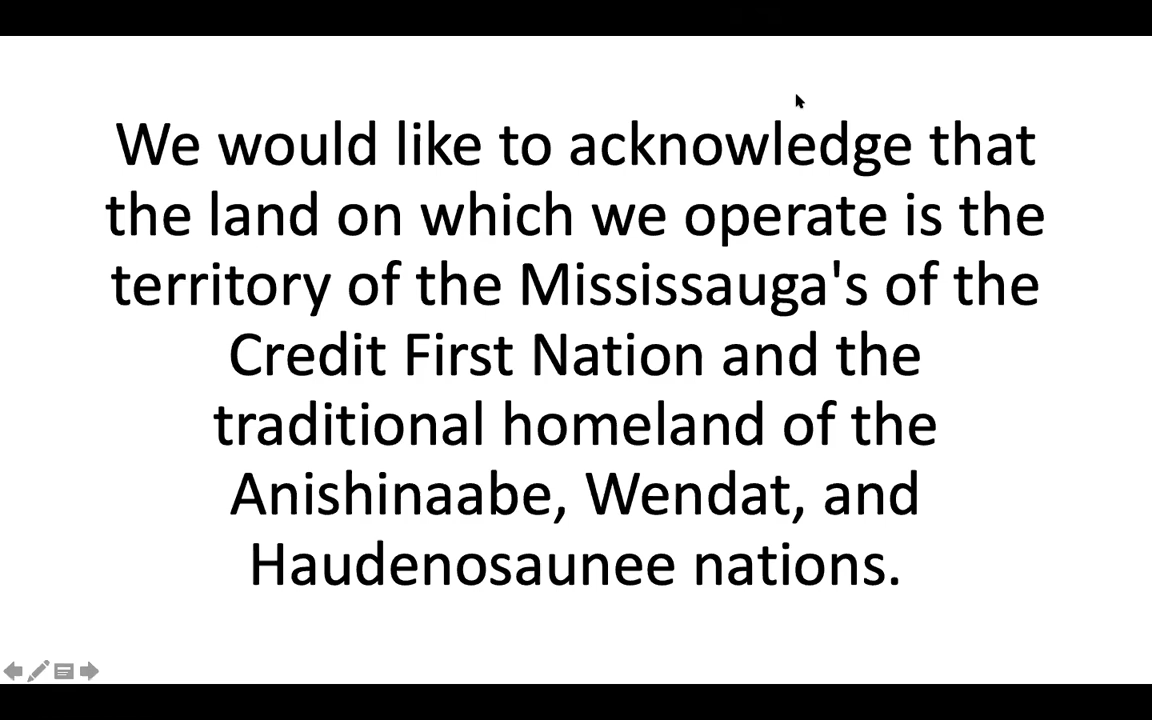 We would like to acknowledge that
the land on which we operate is the
territory of the Mississauga's of the
Credit First Nation and the
traditional homeland of the
Anishinaabe, Wendat, and
Haudenosaunee nations.